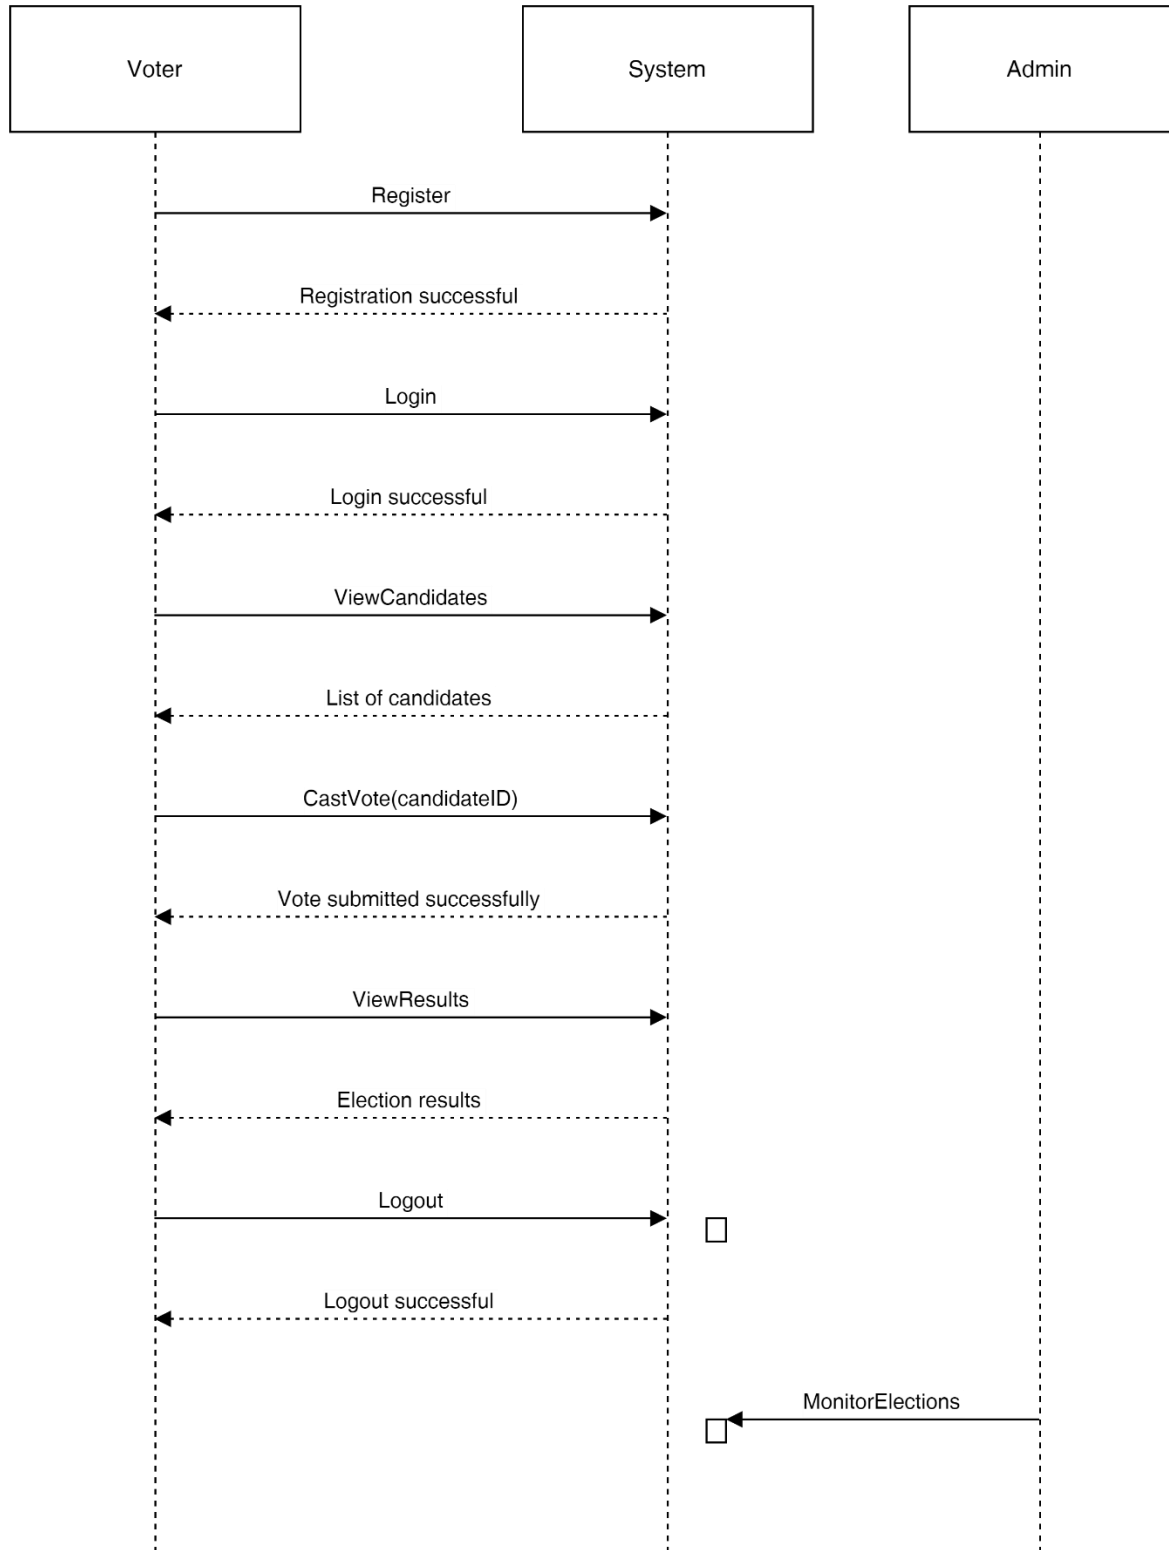 Voter
System
Admin
Register
Registration successful
Login
Login successful
ViewCandidates
List of candidates
CastVote(candidateID)
Vote submitted successfully
ViewResults
Election results
Logout
Logout successful
MonitorElections